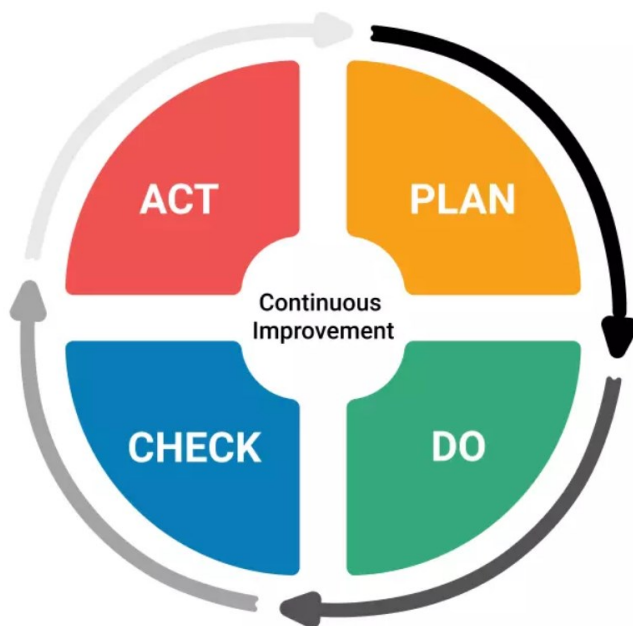 ACT
PLAN
Continuous
Improvement
CHECK
DO